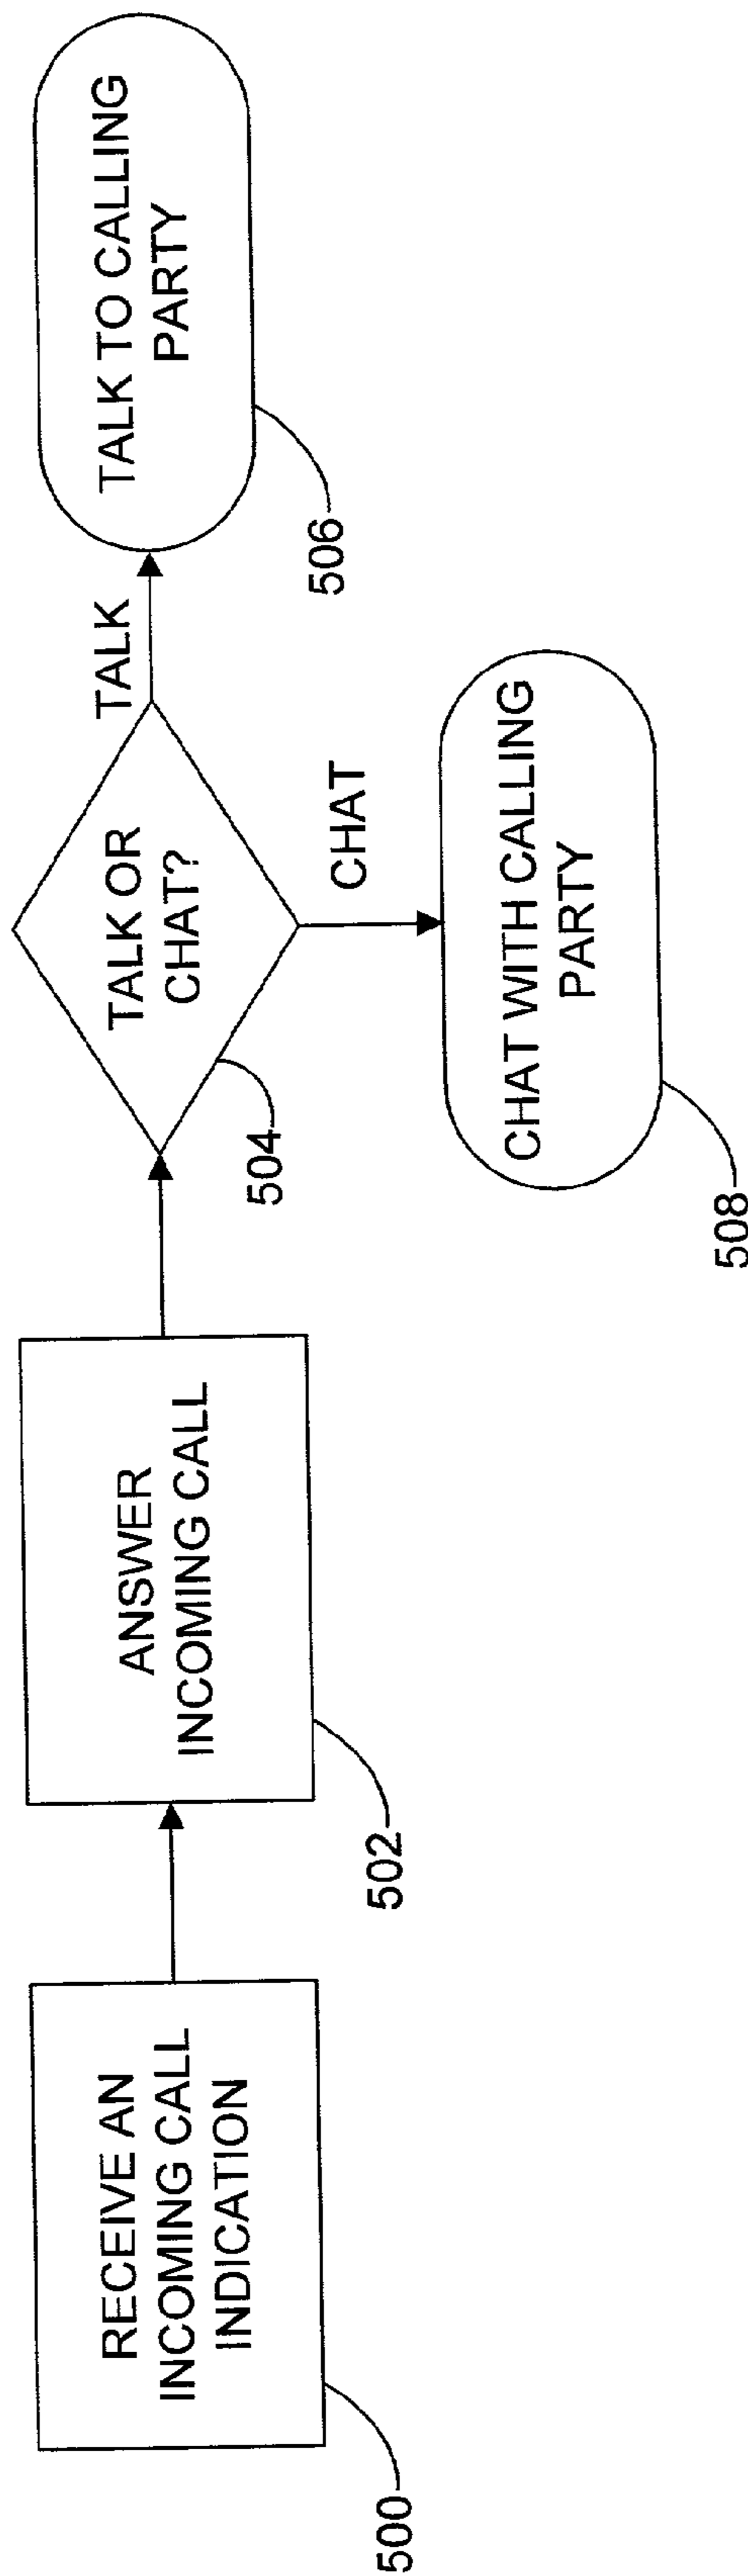 RECEIVE AN
INCOMING CALL
INDICATION
500
ANSWER
INCOMING CALL
502
TALK OR
CHAT?
504
TALK
TALK TO CALLING
PARTY
506
CHAT
CHAT WITH CALLING
PARTY
508